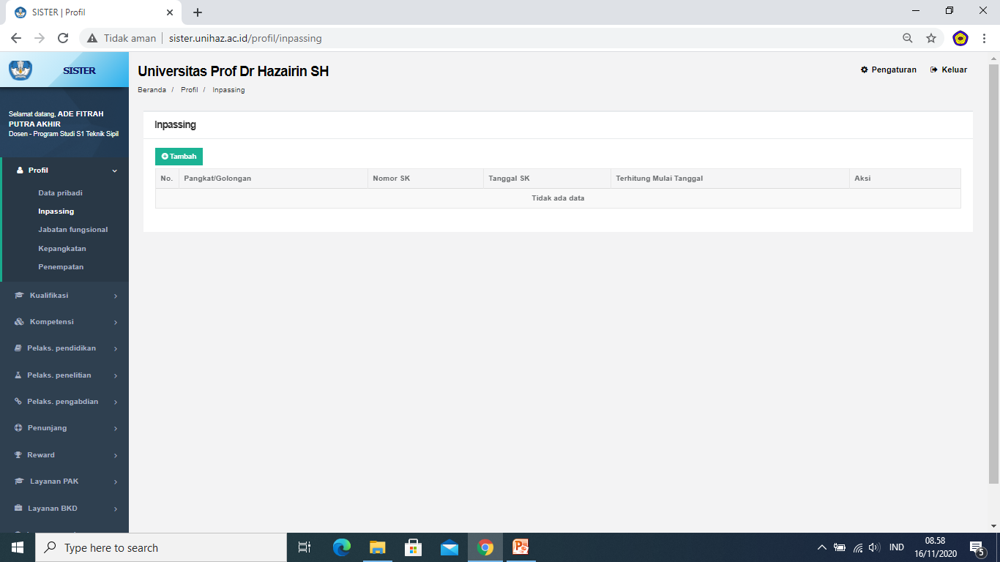 SISTER | Profil
Tidak aman
sister.unihaz.ac.id/profil/inpassing
SISTER
Selamat datang, ADE FITRAH
PUTRA AKHIR
Dosen - Program Studi S1 Teknik Sipil
Profil
Data pribadi
Inpassing
Jabatan fungsional
Kepangkatan
Penempatan
Kualifikasi
Kompetensi
Pelaks. pendidikan
Pelaks. penelitian
Pelaks. pengabdian
Penunjang
Reward
Layanan PAK
Layanan BKD
Universitas Prof Dr Hazairin SH
Pengaturan
Keluar
Beranda / Profil / Inpassing
Inpassing
Tambah
No. Pangkat/Golongan Nomor SK Tanggal SK Terhitung Mulai Tanggal Aksi
Tidak ada data
Type here to search
IND
08.58
16/11/2020
5